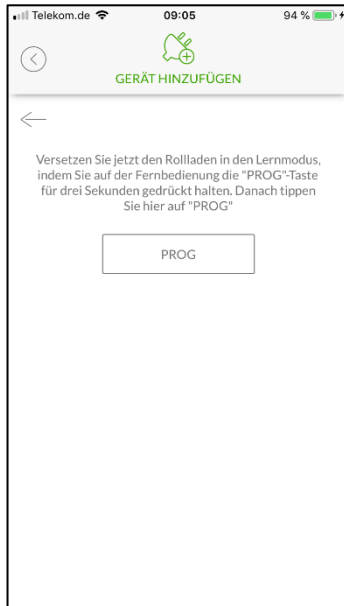 Telekom.de 09:05 94 %
GERÄT HINZUFÜGEN
Versetzen Sie jetzt den Rollladen in den Lernmodus,
indem Sie auf der Fernbedienung die "PROG"-Taste
für drei Sekunden gedrückt halten. Danach tippen
Sie hier auf "PROG"
PROG